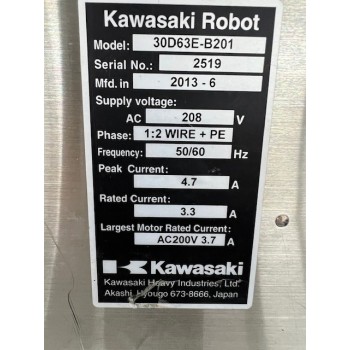 Kawasaki Robot
Model: 30D63E-B201
Serial No.: 2519
Mfd. in 2013 - 6
Supply voltage:
AC 208 V
Phase: 1:2 WIRE + PE
Frequency: 50/60 Hz
Peak Current:
4.7 A
Rated Current:
3.3 A
Largest Motor Rated Current:
AC200V 3.7 A
Kawasaki
Kawasaki Heavy Industries, Ltd.
Akashi, Hyougo 673-8666, Japan